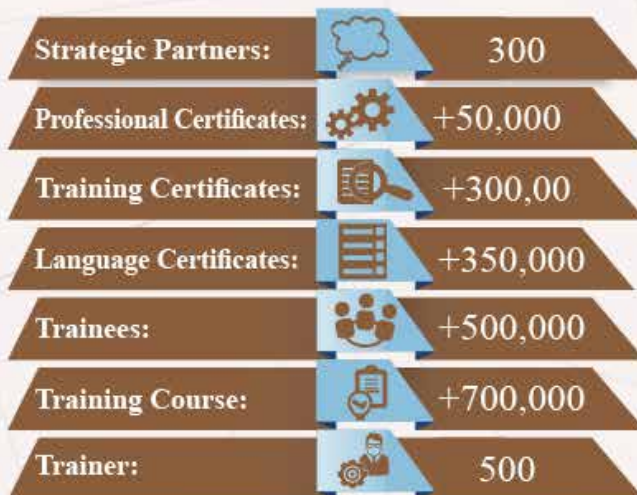 Strategic Partners: 300
Professional Certificates: +50,000
Training Certificates: +300,00
Language Certificates: +350,000
Trainees: +500,000
Training Course: +700,000
Trainer: 500